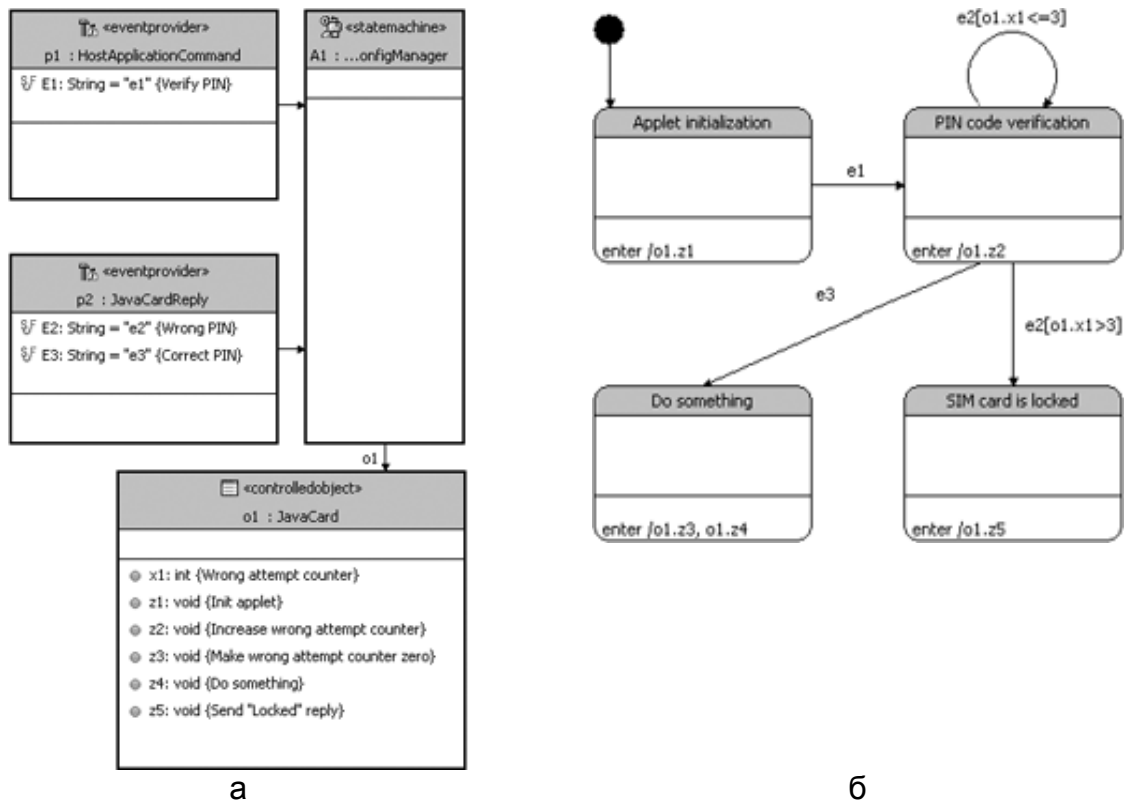 «eventprovider»
p1 : HostApplicationCommand
E1: String = "e1" {Verify PIN}
«statemachine»
A1 : ...onfigManager
«eventprovider»
p2 : JavaCardReply
E2: String = "e2" {Wrong PIN}
E3: String = "e3" {Correct PIN}
o1
«controlledobject»
o1 : JavaCard
x1: int {Wrong attempt counter}
z1: void {Init applet}
z2: void {Increase wrong attempt counter}
z3: void {Make wrong attempt counter zero}
z4: void {Do something}
z5: void {Send "Locked" reply}
а
e2[o1.x1<=3]
Applet initialization
enter /o1.z1
e1
PIN code verification
enter /o1.z2
e3
e2[o1.x1>3]
Do something
enter /o1.z3, o1.z4
SIM card is locked
enter /o1.z5
б